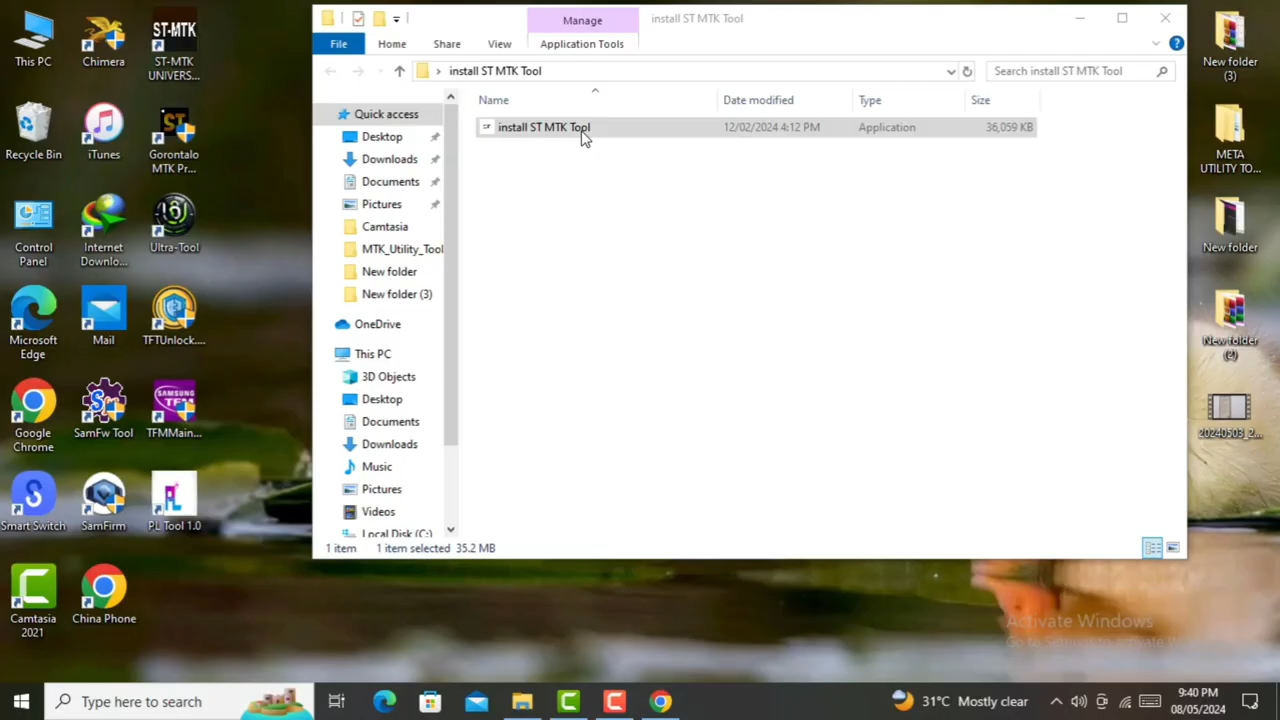 This PC
Chimera
ST-MTK
ST-MTK
UNIVERS...
Recycle Bin
iTunes
Gorontalo
MTK Pr...
Control
Panel
Internet
Downlo...
Ultra-Tool
Microsoft
Edge
Mail
TFTUnlock....
Google
Chrome
SamFw Tool
SAMSUNG
TFM
TFMMain...
Smart Switch
SamFirm
PL Tool 1.0
Camtasia
2021
China Phone
Manage
install ST MTK Tool
File
Home
Share
View
Application Tools
› install ST MTK Tool
Search install ST MTK Tool
Name
Date modified
Type
Size
install ST MTK Tool
12/02/2024 4:12 PM
Application
36,059 KB
Quick access
Desktop
Downloads
Documents
Pictures
Camtasia
MTK_Utility_Tool
New folder
New folder (3)
OneDrive
This PC
3D Objects
Desktop
Documents
Downloads
Music
Pictures
Videos
Local Disk (C:)
1 item
1 item selected 35.2 MB
New folder
(3)
META
UTILITY TO...
New folder
New folder
(2)
20240503_2...
Activate Windows
Go to Settings to activate W
Type here to search
31°C Mostly clear
9:40 PM
08/05/2024